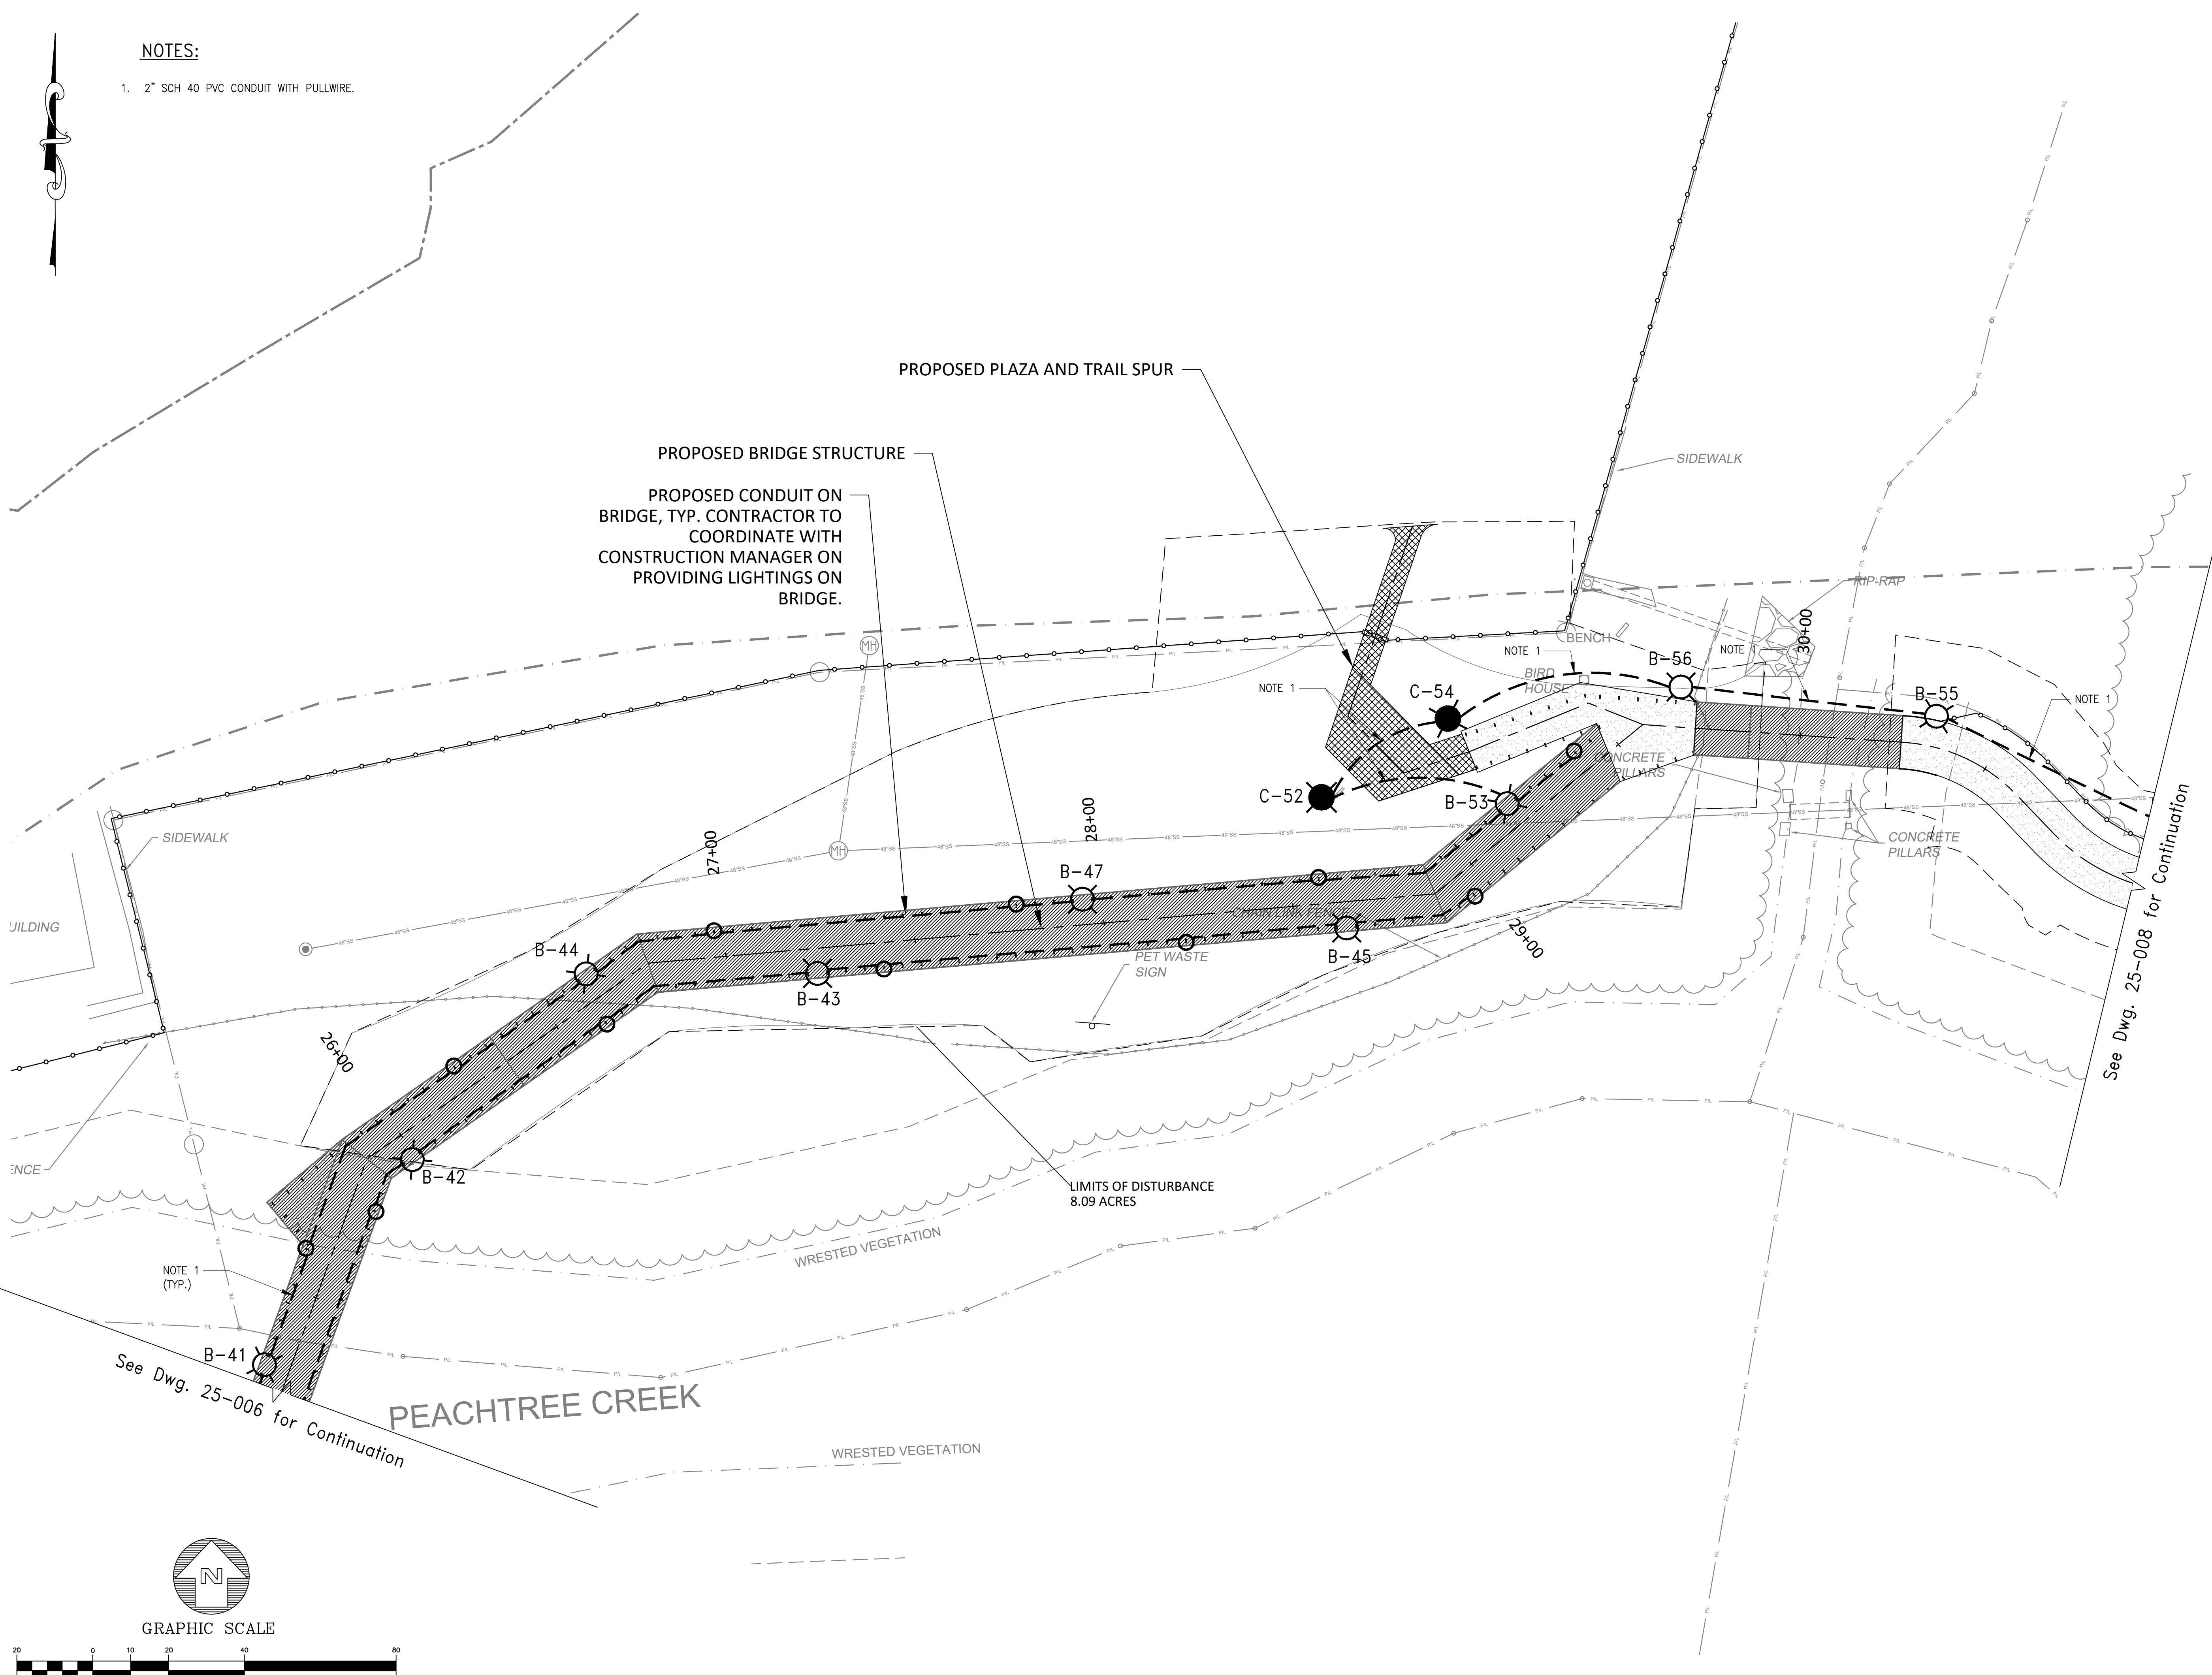 NOTES:
1. 2" SCH 40 PVC CONDUIT WITH PULLWIRE.
PROPOSED PLAZA AND TRAIL SPUR
PROPOSED BRIDGE STRUCTURE
PROPOSED CONDUIT ON
BRIDGE, TYP. CONTRACTOR TO
COORDINATE WITH
CONSTRUCTION MANAGER ON
PROVIDING LIGHTINGS ON
BRIDGE.
SIDEWALK
RIP-RAP
30+00
BENCH
NOTE 1
B-56
NOTE 1
BIRD
HOUSE
NOTE 1
C-54
B-55
NOTE 1
MH
CONCRETE
PILLARS
C-52
B-53
SIDEWALK
27+00
28+00
MH
48"SS
CONCRETE
PILLARS
See Dwg. 25-008 for Continuation
B-47
CHAIN LINK FENC
UILDING
B-44
B-43
B-45
29+00
PET WASTE
SIGN
26+00
ENCE
B-42
LIMITS OF DISTURBANCE
8.09 ACRES
WRESTED VEGETATION
NOTE 1
(TYP.)
P/L
B-41
See Dwg. 25-006 for Continuation
PEACHTREE CREEK
WRESTED VEGETATION
N
GRAPHIC SCALE
20 0 10 20 40 80